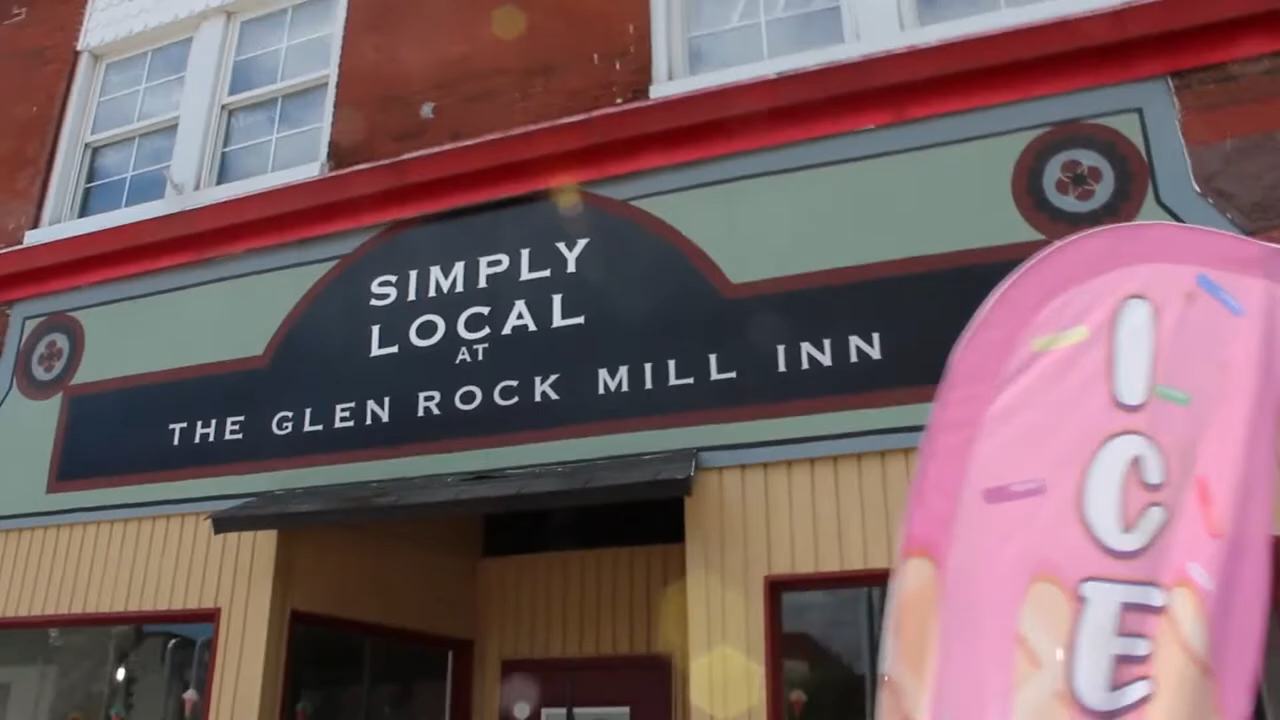 SIMPLY
LOCAL
AT
THE GLEN ROCK MILL INN
ICE